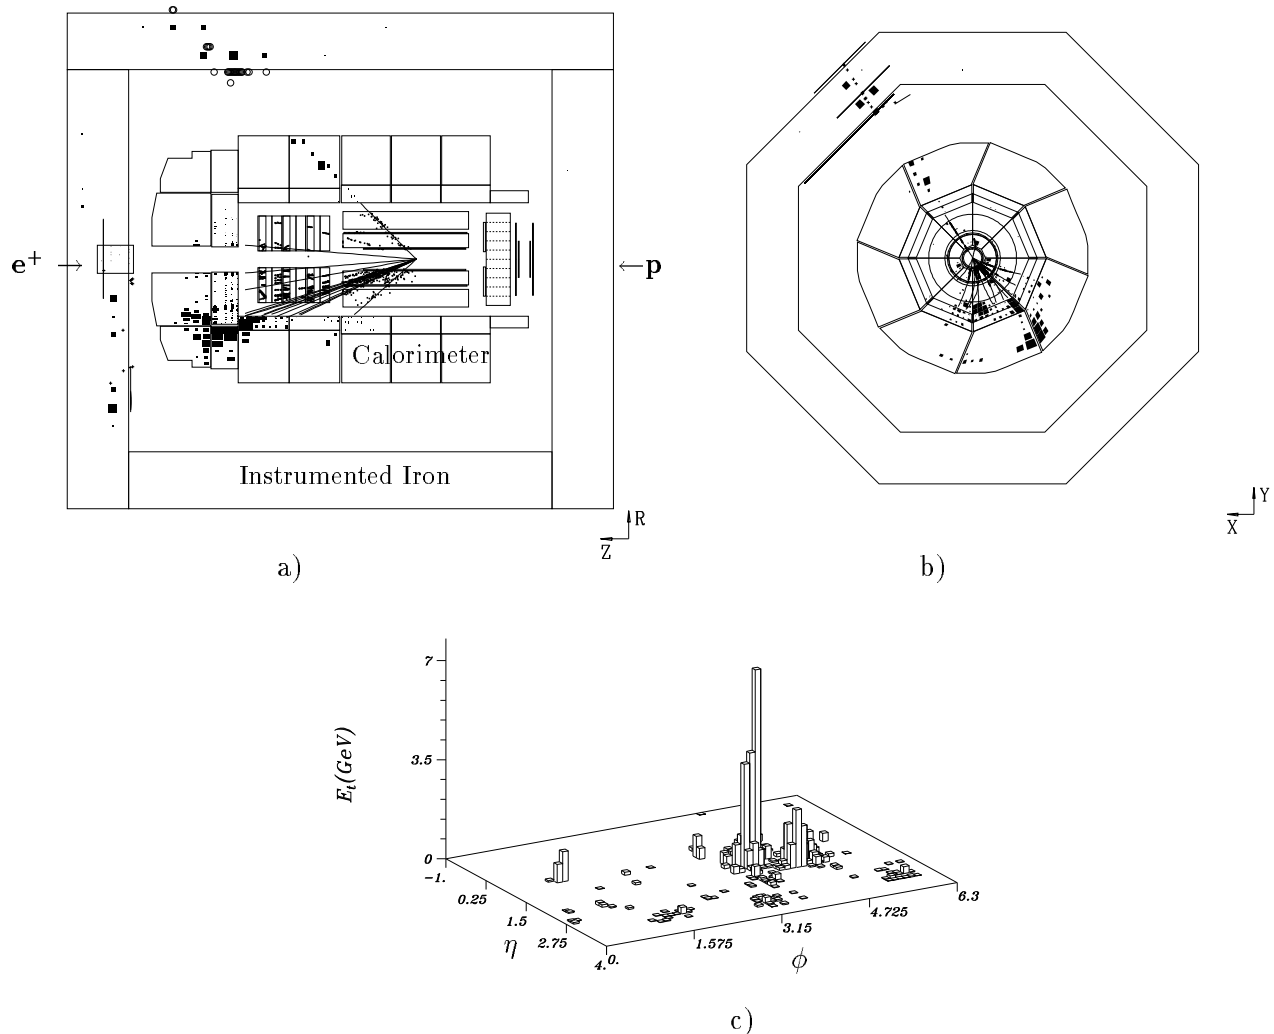 e+
p
Calorimeter
Instrumented Iron
R
Z
Y
X
a)
b)
7
3.5
0
Et(GeV)
-1.
0.25
1.5
2.75
4.
η
0.
1.575
3.15
4.725
6.3
ϕ
c)